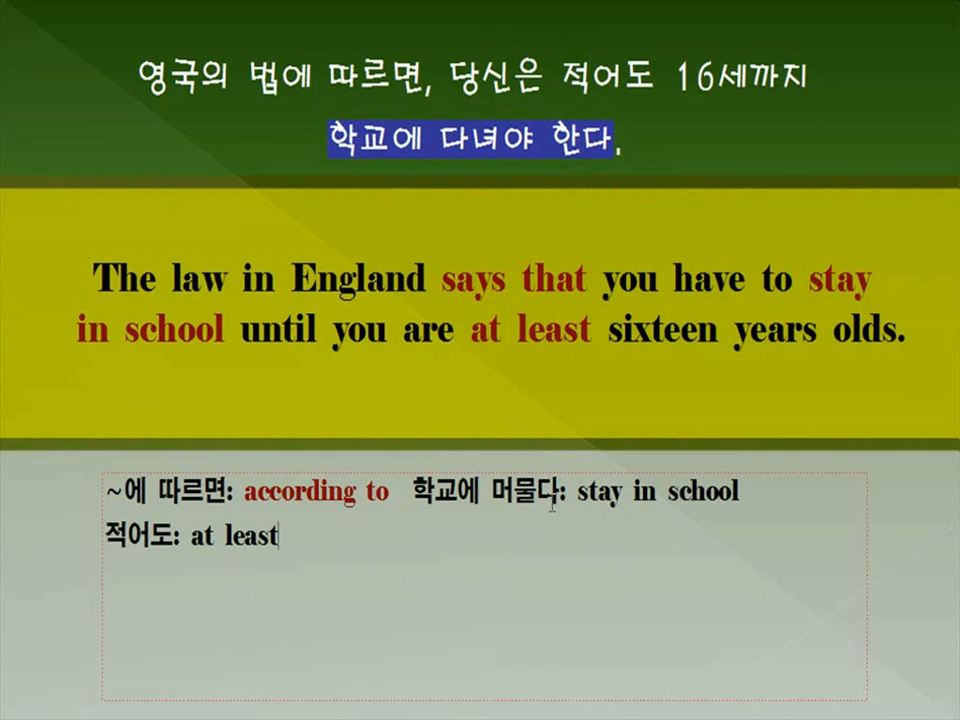 영국의 법에 따르면, 당신은 적어도 16세까지
학교에 다녀야 한다.
The law in England says that you have to stay
in school until you are at least sixteen years olds.
~에 따르면: according to 학교에 머물다: stay in school
적어도: at least